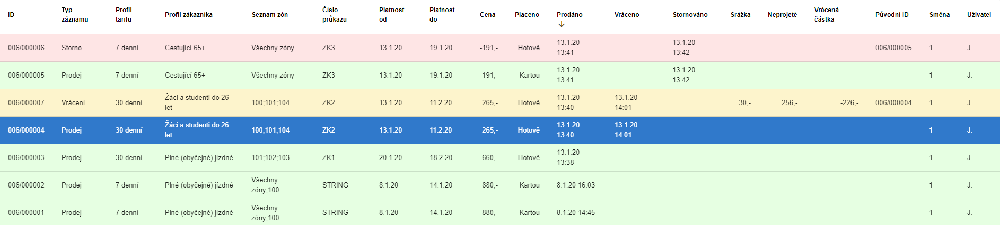 ID Typ záznamu Profil tarifu Profil zákazníka Seznam zón Číslo průkazu Platnost od Platnost do Cena Placeno Prodáno Vráceno Stornováno Srážka Neprojeté Vrácená částka Původní ID Směna Uživatel
006/000006 Storno 7 denní Cestující 65+ Všechny zóny ZK3 13.1.20 19.1.20 -191,- Hotově 13.1.20 13:41 13.1.20 13:42 006/000005 1 J.
006/000005 Prodej 7 denní Cestující 65+ Všechny zóny ZK3 13.1.20 19.1.20 191,- Kartou 13.1.20 13:41 13.1.20 13:42 1 J.
006/000007 Vrácení 30 denní Žáci a studenti do 26 let 100;101;104 ZK2 13.1.20 11.2.20 265,- Hotově 13.1.20 13:40 13.1.20 14:01 30,- 256,- -226,- 006/000004 1 J.
006/000004 Prodej 30 denní Žáci a studenti do 26 let 100;101;104 ZK2 13.1.20 11.2.20 265,- Hotově 13.1.20 13:40 13.1.20 14:01 1 J.
006/000003 Prodej 30 denní Plné (obyčejné) jízdné 101;102;103 ZK1 20.1.20 18.2.20 660,- Hotově 13.1.20 13:38 1 J.
006/000002 Prodej 7 denní Plné (obyčejné) jízdné Všechny zóny;100 STRING 8.1.20 14.1.20 880,- Kartou 8.1.20 16:03 1 J.
006/000001 Prodej 7 denní Plné (obyčejné) jízdné Všechny zóny;100 STRING 8.1.20 14.1.20 880,- Kartou 8.1.20 14:45 1 J.